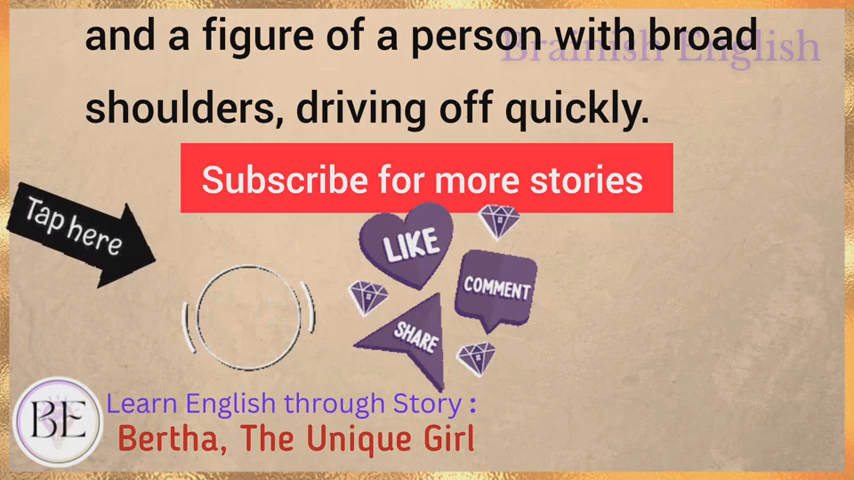 and a figure of a person with broad
Brainish English
shoulders, driving off quickly.
Subscribe for more stories
Tap here
LIKE
COMMENT
SHARE
BE
Learn English through Story :
Bertha, The Unique Girl